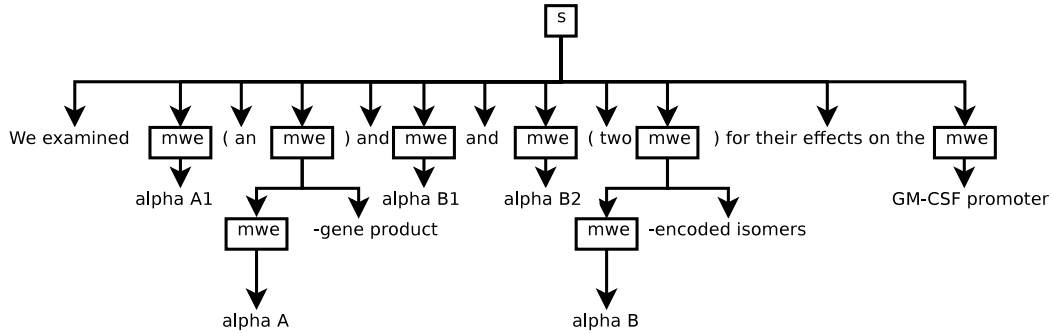 s
We examined mwe ( an mwe ) and mwe and mwe ( two mwe ) for their effects on the mwe
alpha A1 alpha B1 alpha B2 GM-CSF promoter
mwe -gene product mwe -encoded isomers
alpha A alpha B